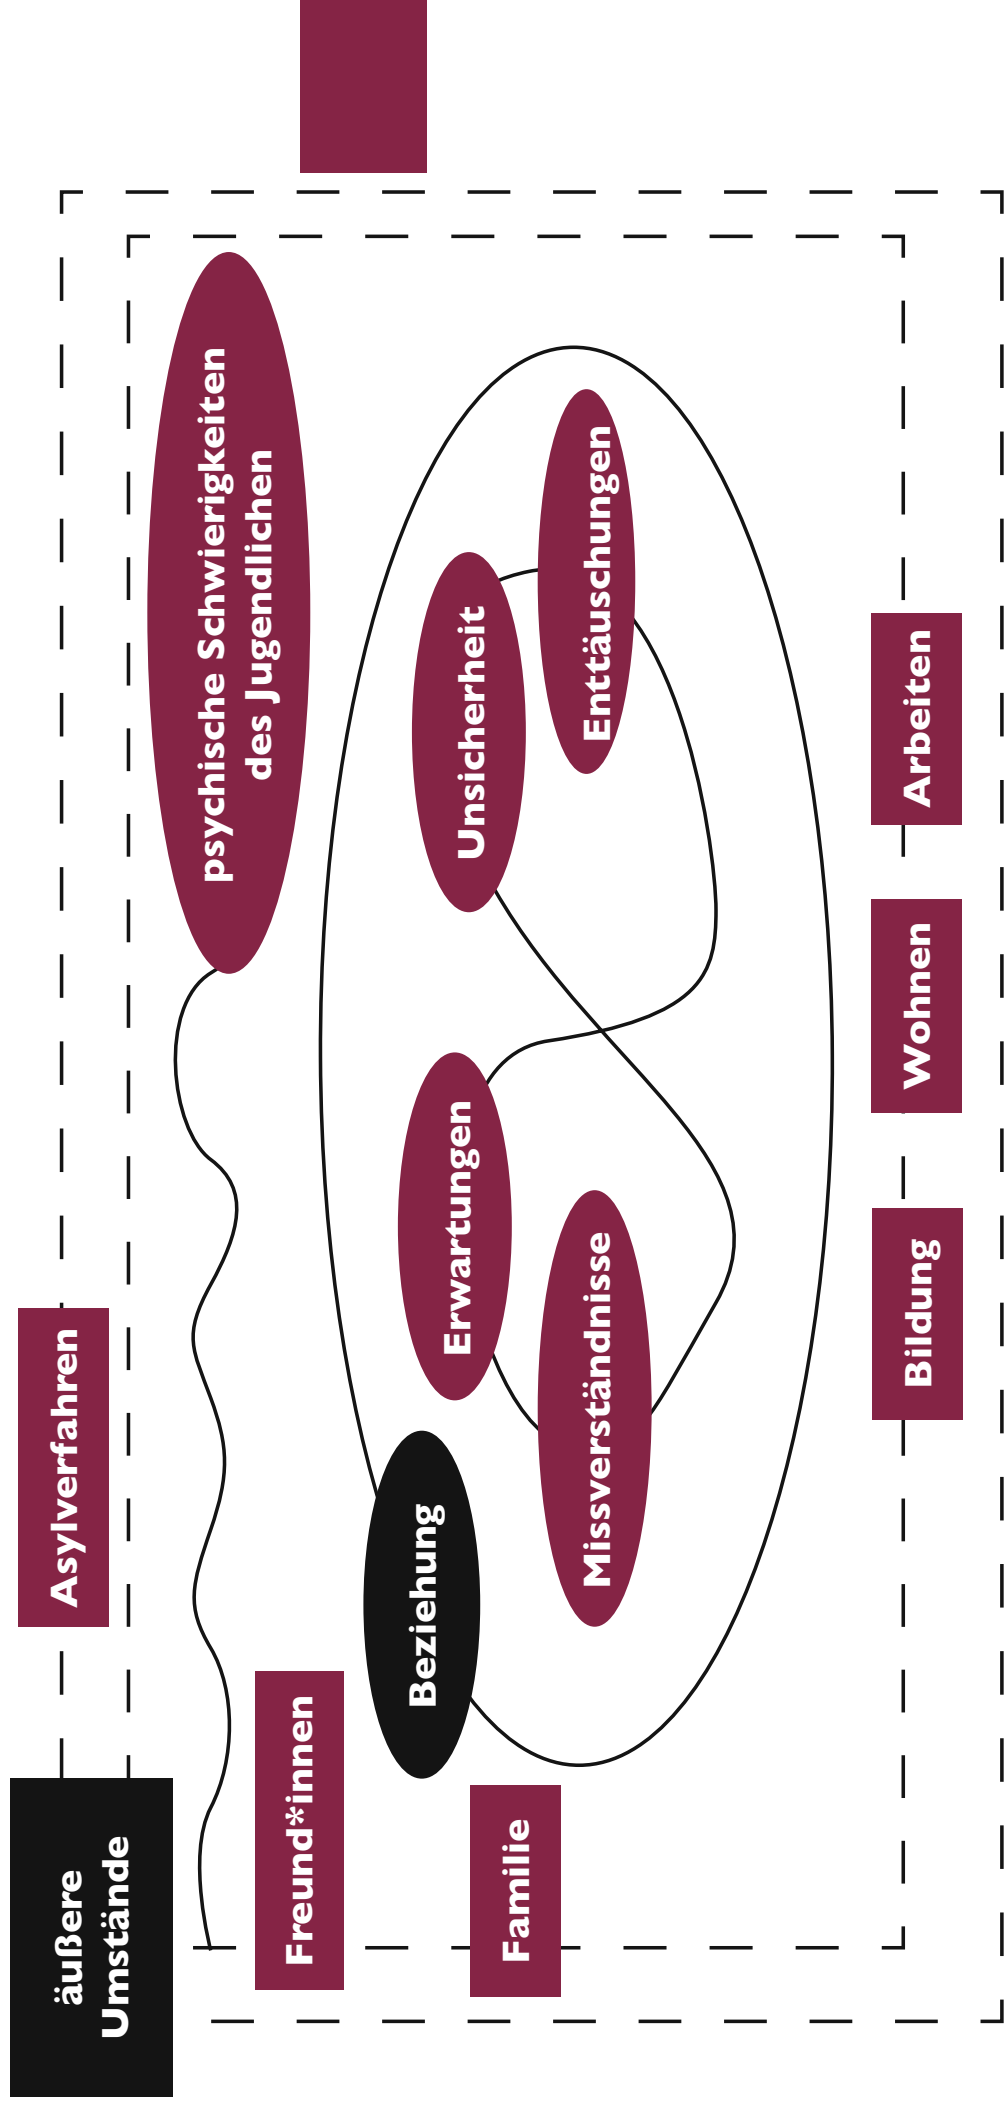 äußere
Umstände
Asylverfahren
psychische Schwierigkeiten
des Jugendlichen
Freund*innen
Beziehung
Erwartungen
Unsicherheit
Familie
Missverständnisse
Enttäuschungen
Bildung
Wohnen
Arbeiten